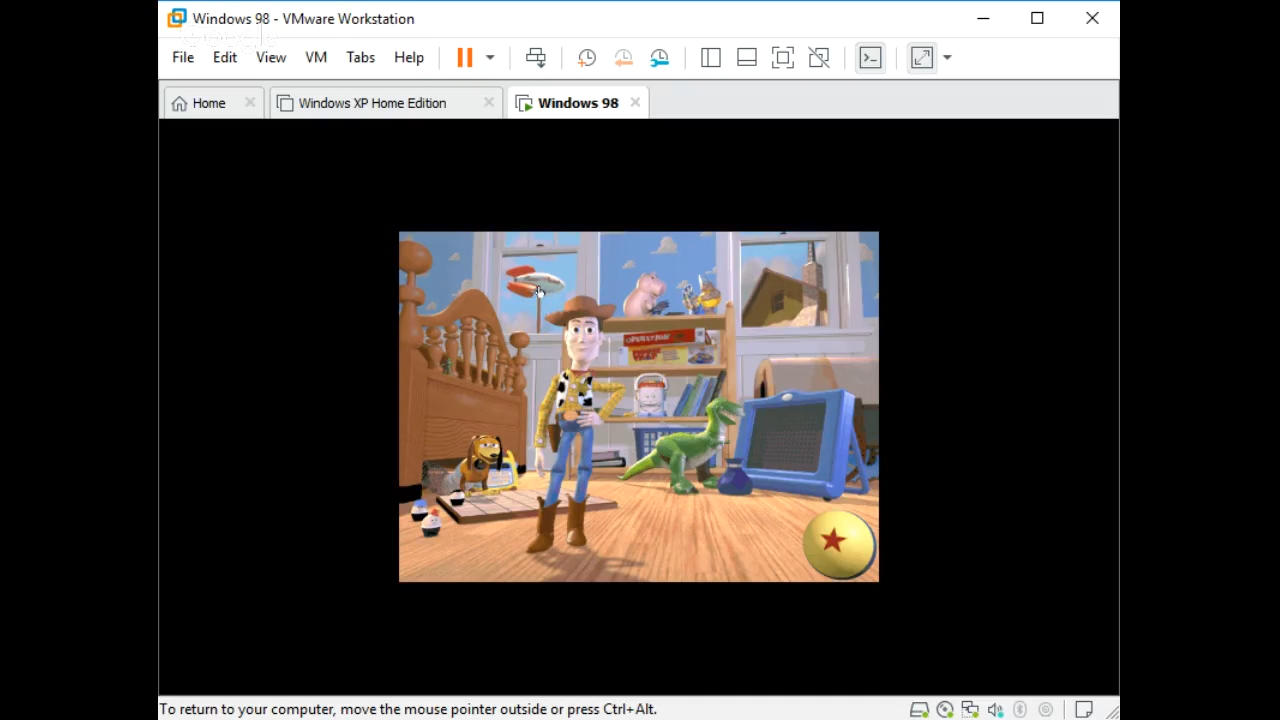 Windows 98 - VMware Workstation
Google
File Edit View VM Tabs Help
Home Windows XP Home Edition Windows 98
To return to your computer, move the mouse pointer outside or press Ctrl+Alt.